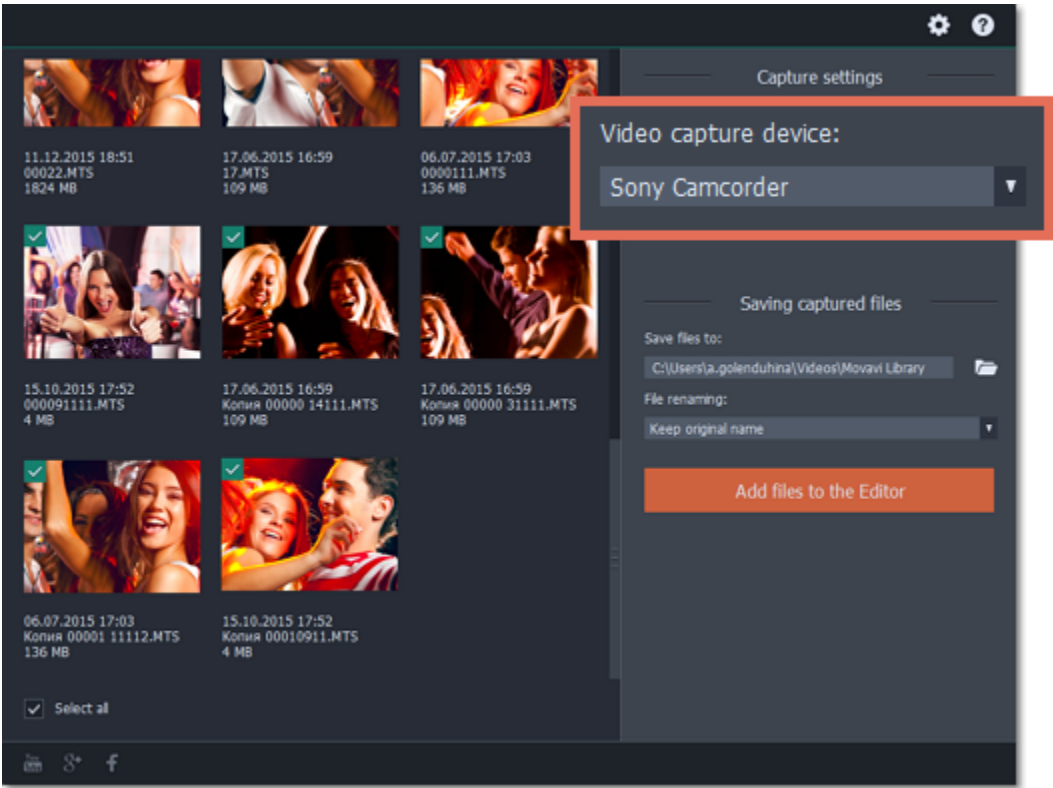 Capture settings
Video capture device:
Sony Camcorder
11.12.2015 18:51
00022.MTS
1824 MB
17.06.2015 16:59
17.MTS
109 MB
06.07.2015 17:03
0000111.MTS
136 MB
15.10.2015 17:52
000091111.MTS
4 MB
17.06.2015 16:59
Копия 00000 14111.MTS
109 MB
17.06.2015 16:59
Копия 00000 31111.MTS
109 MB
06.07.2015 17:03
Копия 00001 11112.MTS
136 MB
15.10.2015 17:52
Копия 00010911.MTS
4 MB
Select all
Saving captured files
Save files to:
C:\Users\a.golenduhina\Videos\Movavi Library
File renaming:
Keep original name
Add files to the Editor